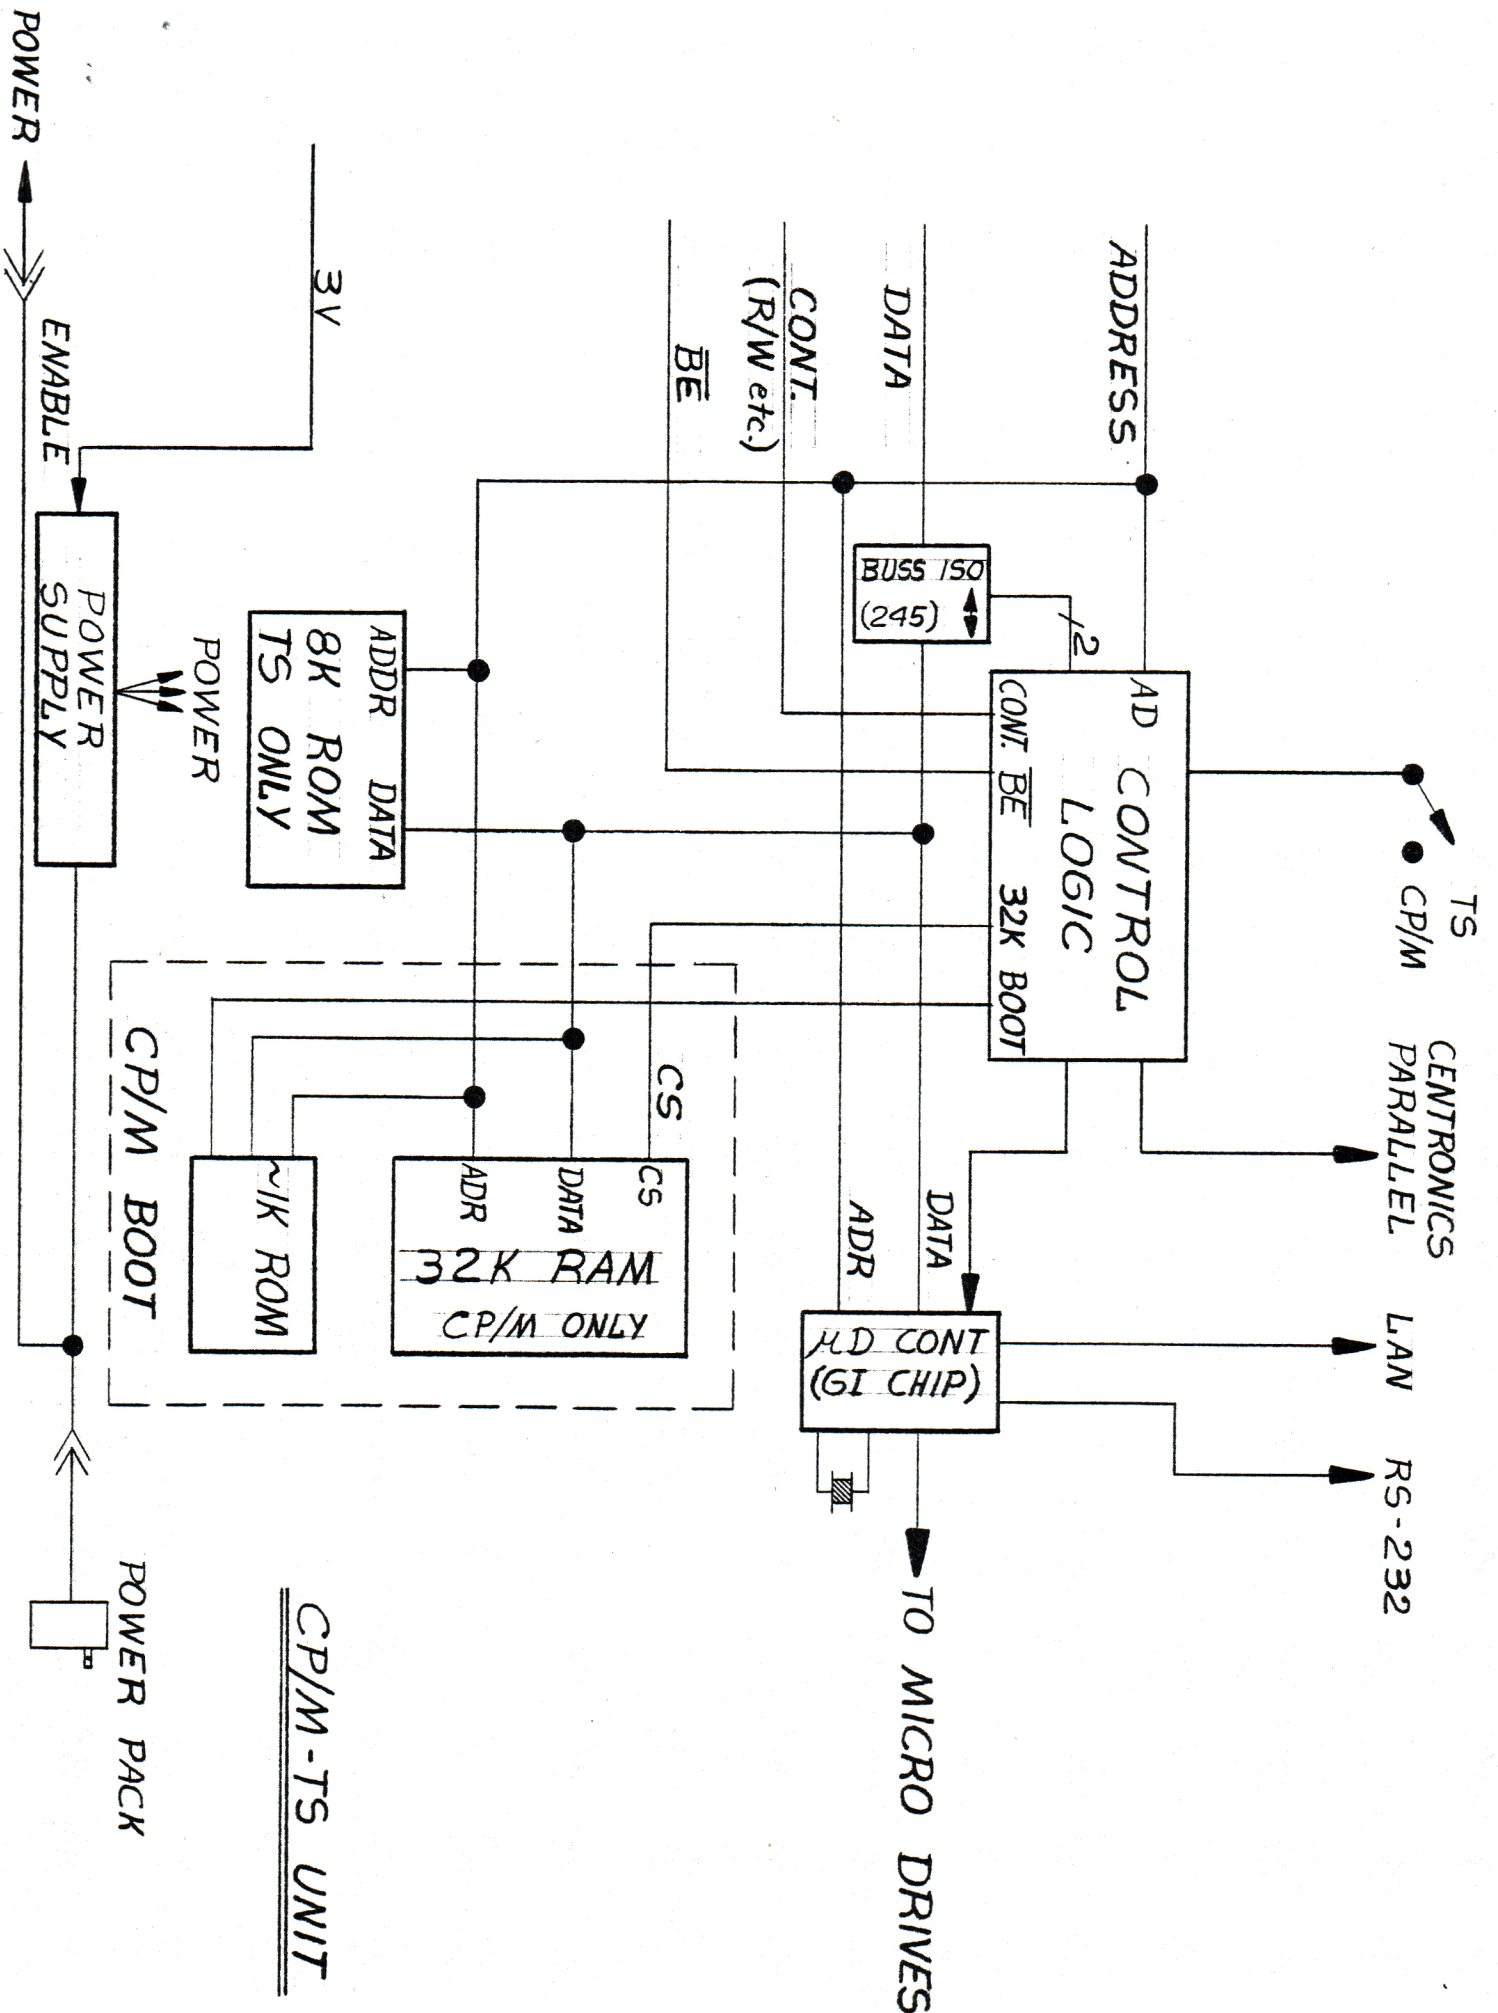 TS
CP/M
CENTRONICS
PARALLEL
LAN
RS-232
ADDRESS
AD CONTROL
LOGIC
2
CONT. B̅E̅ 32K BOOT
BUSS ISO
(245)
DATA
DATA
ADR
µD CONT
(GI CHIP)
TO MICRO DRIVES
CONT.
(R/W etc.)
B̅E̅
CS
CS
DATA
ADR
32K RAM
CP/M ONLY
ADDR DATA
8K ROM
TS ONLY
3V
~1K ROM
CP/M BOOT
CP/M-TS UNIT
POWER
POWER
SUPPLY
ENABLE
POWER
POWER PACK